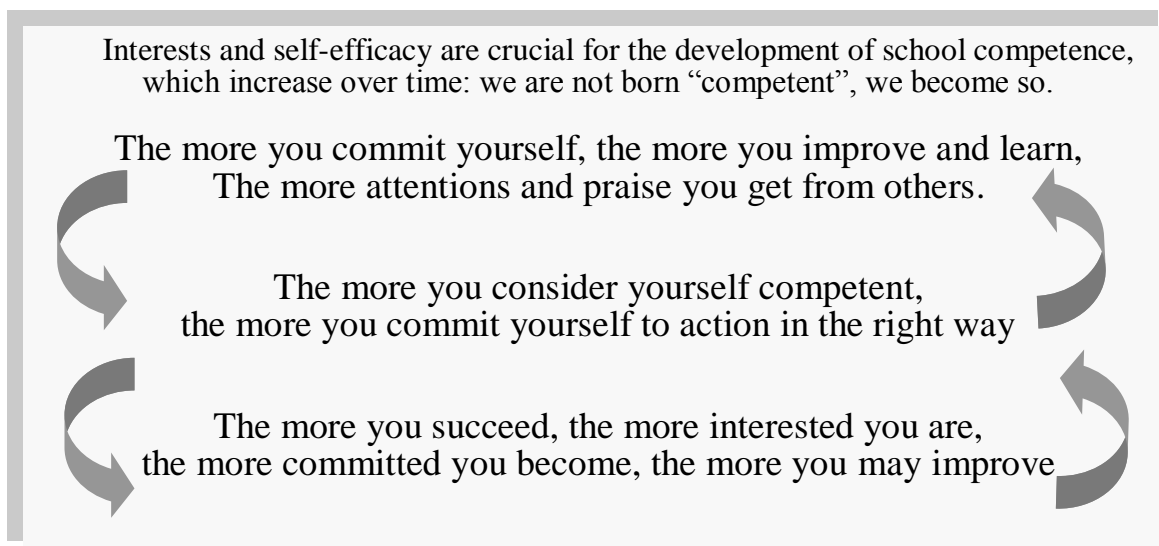 Interests and self-efficacy are crucial for the development of school competence,
which increase over time: we are not born “competent”, we become so.
The more you commit yourself, the more you improve and learn,
The more attentions and praise you get from others.
The more you consider yourself competent,
the more you commit yourself to action in the right way
The more you succeed, the more interested you are,
the more committed you become, the more you may improve